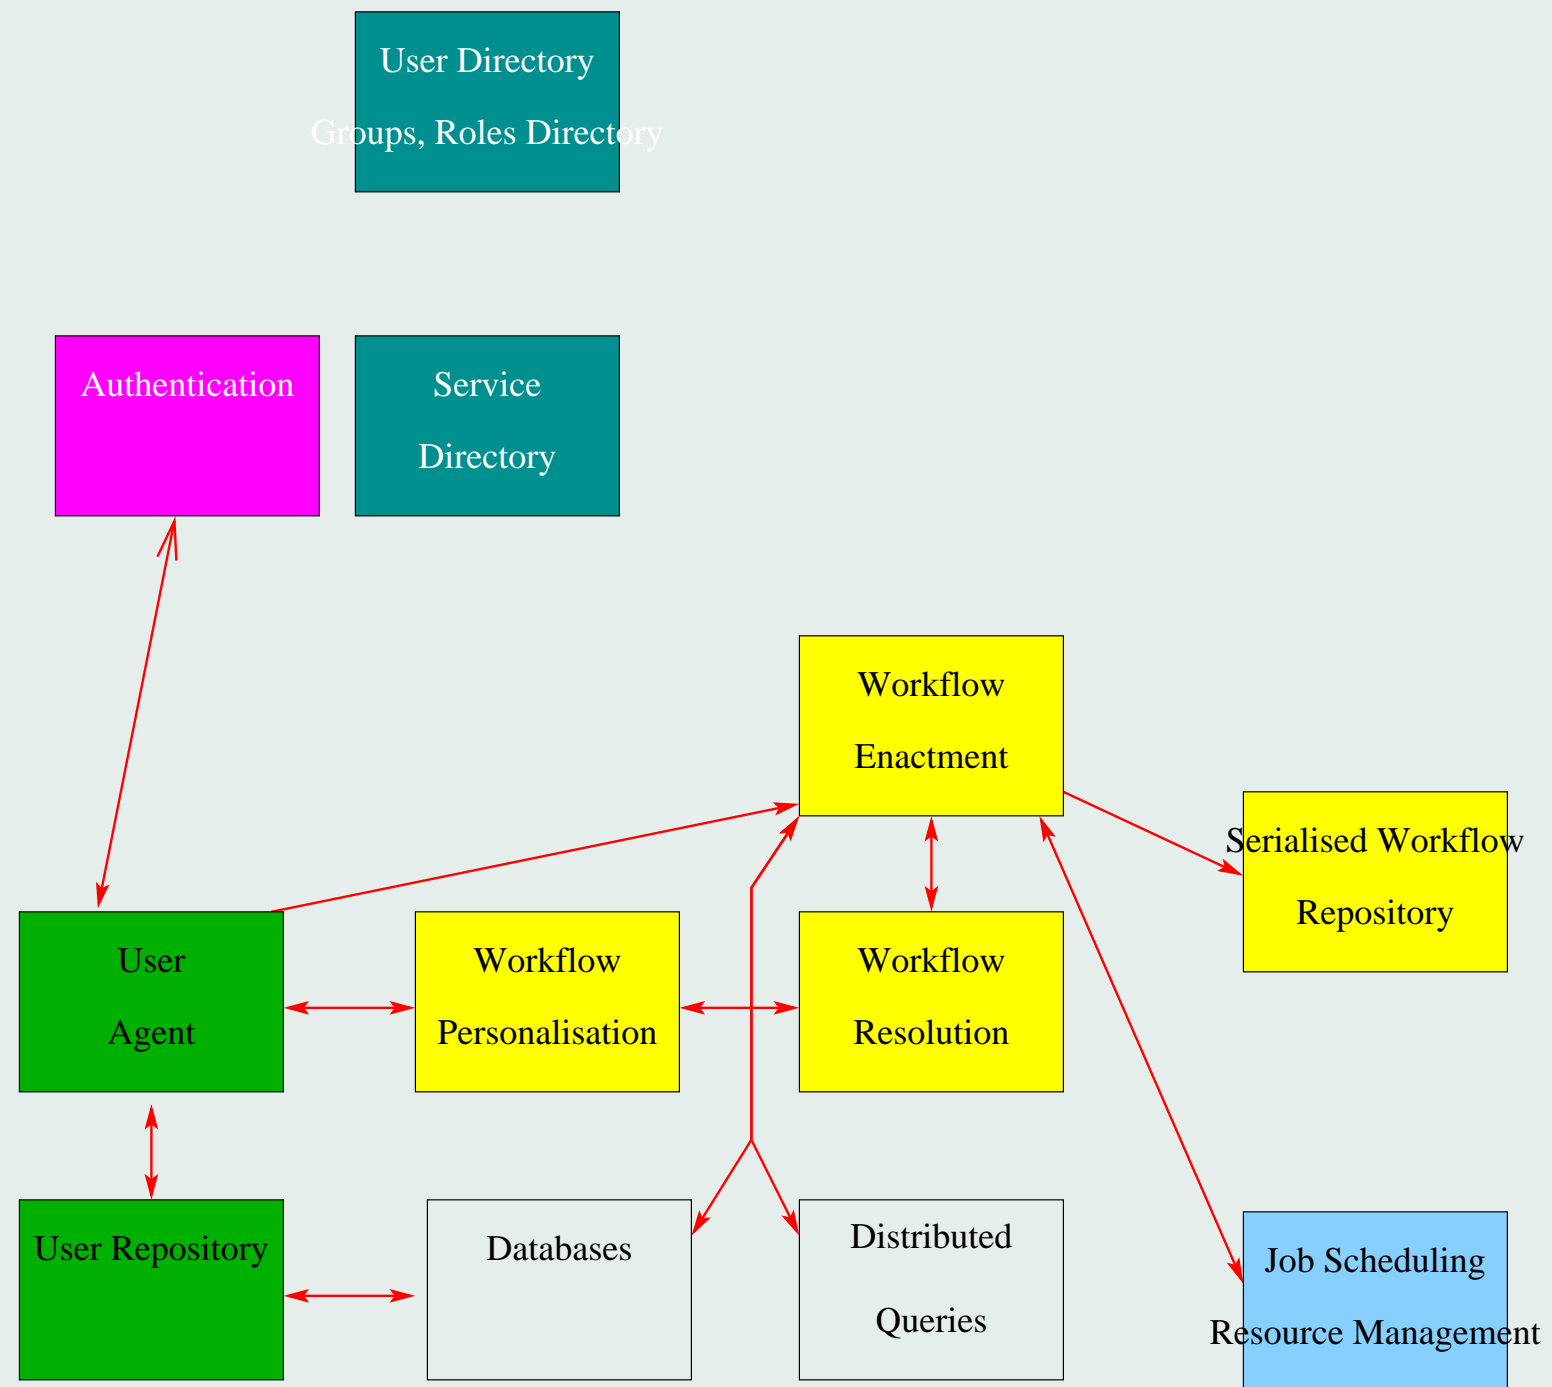 User Directory
Groups, Roles Directory
Authentication
Service
Directory
Workflow
Enactment
Serialised Workflow
Repository
User
Agent
Workflow
Personalisation
Workflow
Resolution
User Repository
Databases
Distributed
Queries
Job Scheduling
Resource Management